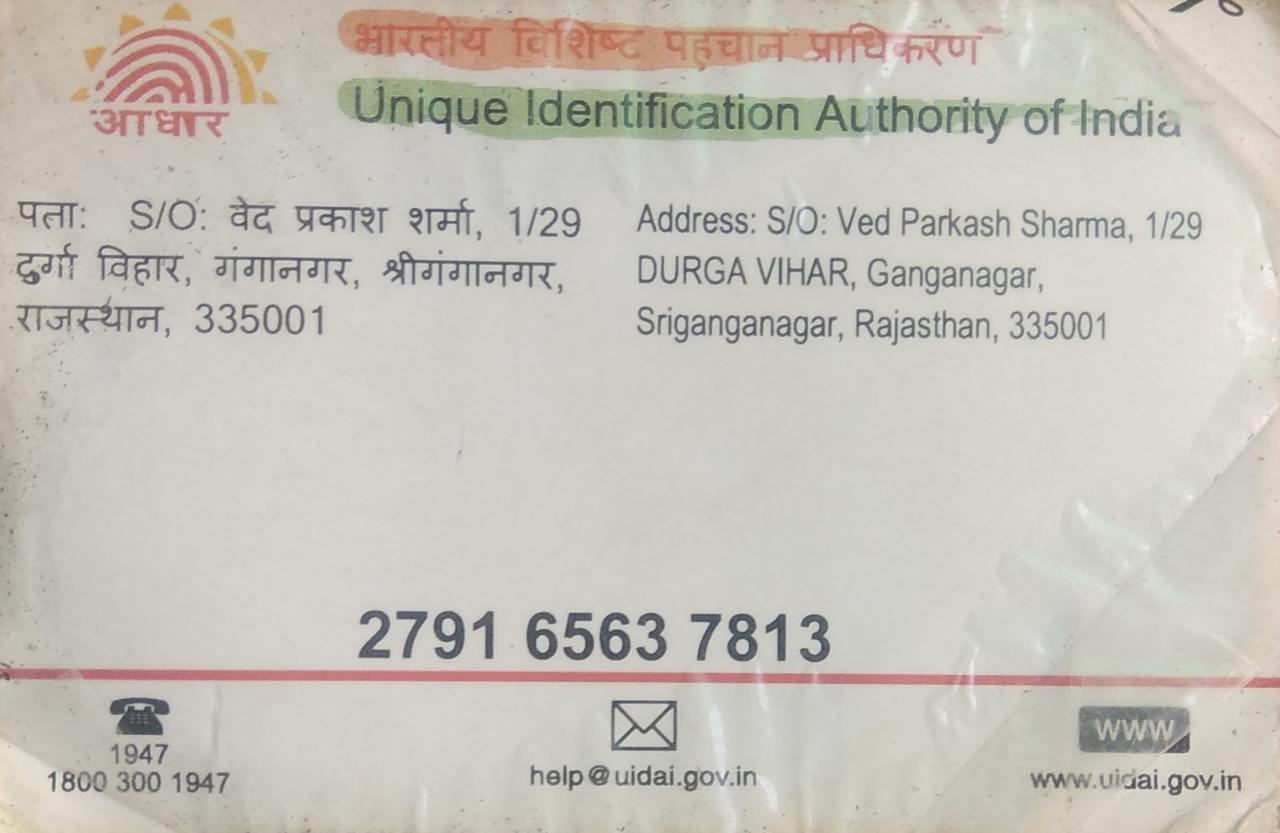 भारतीय विशिष्ट पहचान प्राधिकरण
आधार
Unique Identification Authority of India
पता: S/O: वेद प्रकाश शर्मा, 1/29
दुर्गा विहार, गंगानगर, श्रीगंगानगर,
राजस्थान, 335001
Address: S/O: Ved Parkash Sharma, 1/29
DURGA VIHAR, Ganganagar,
Sriganganagar, Rajasthan, 335001
2791 6563 7813
1947
1800 300 1947
help@uidai.gov.in
www
www.uidai.gov.in